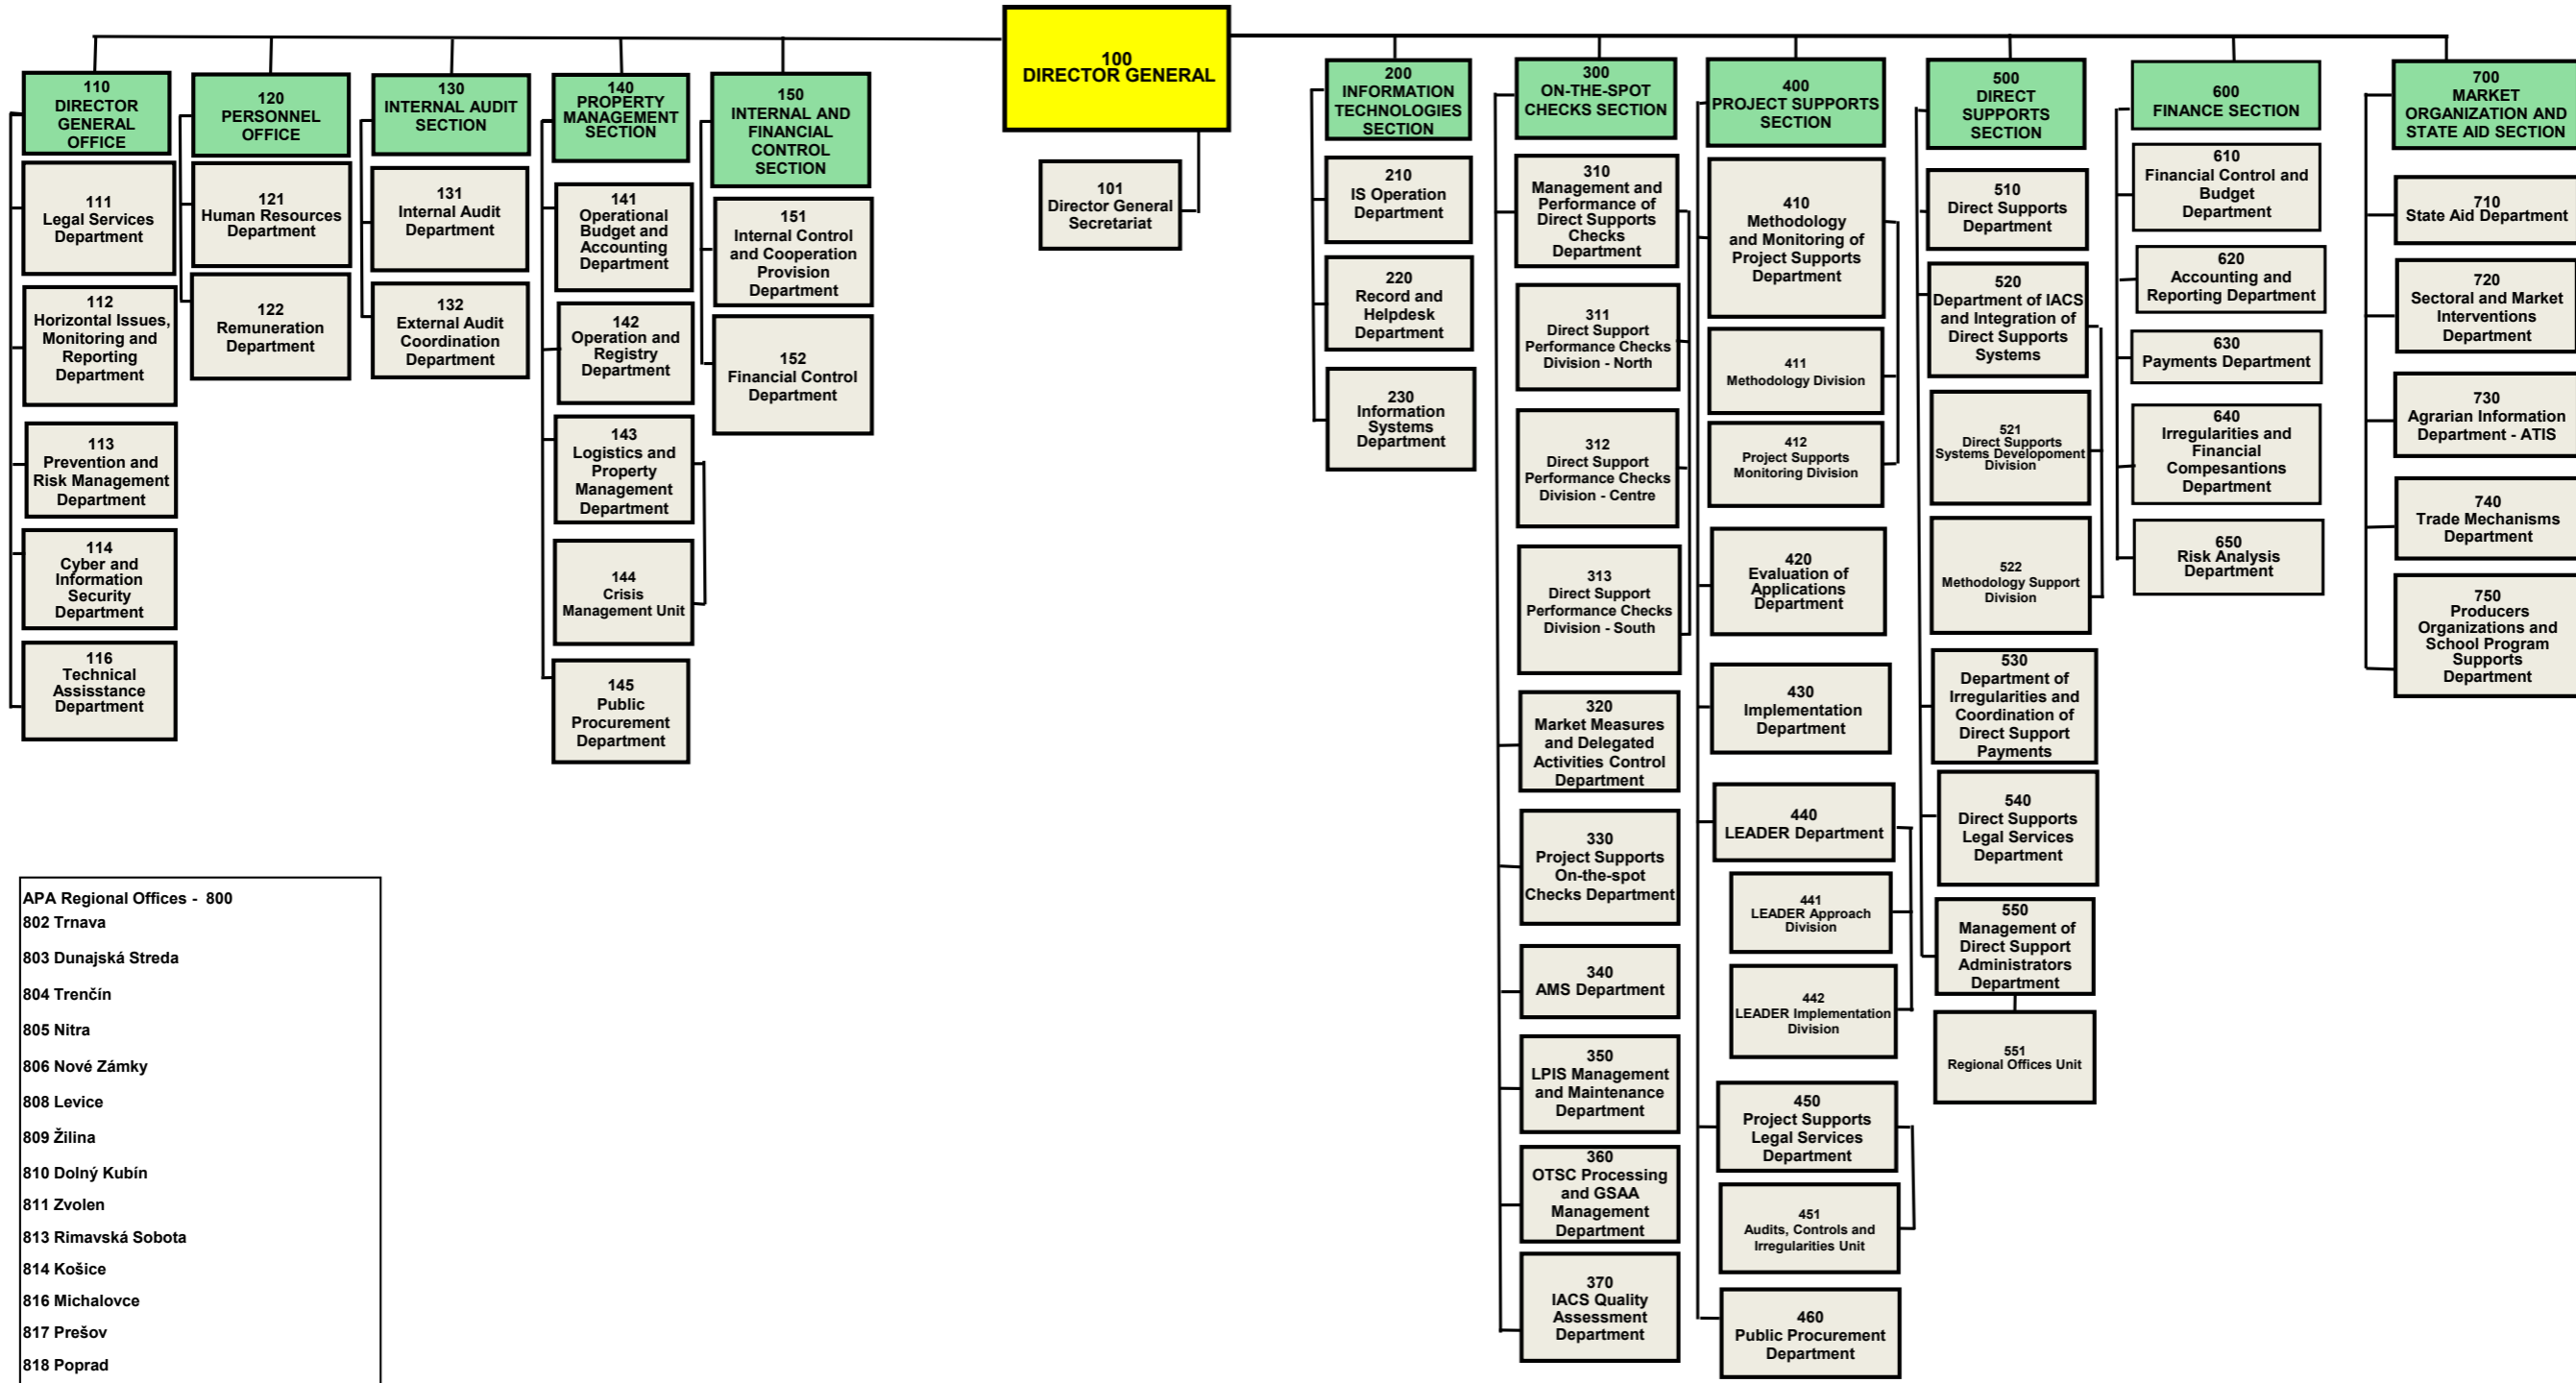 100
DIRECTOR GENERAL
101
Director General
Secretariat
110
DIRECTOR
GENERAL
OFFICE
111
Legal Services
Department
112
Horizontal Issues,
Monitoring and
Reporting
Department
113
Prevention and
Risk Management
Department
114
Cyber and
Information
Security
Department
116
Technical
Assisstance
Department
120
PERSONNEL
OFFICE
121
Human Resources
Department
122
Remuneration
Department
130
INTERNAL AUDIT
SECTION
131
Internal Audit
Department
132
External Audit
Coordination
Department
140
PROPERTY
MANAGEMENT
SECTION
141
Operational
Budget and
Accounting
Department
142
Operation and
Registry
Department
143
Logistics and
Property
Management
Department
144
Crisis
Management Unit
145
Public
Procurement
Department
150
INTERNAL AND
FINANCIAL
CONTROL
SECTION
151
Internal Control
and Cooperation
Provision
Department
152
Financial Control
Department
200
INFORMATION
TECHNOLOGIES
SECTION
210
IS Operation
Department
220
Record and
Helpdesk
Department
230
Information
Systems
Department
300
ON-THE-SPOT
CHECKS SECTION
310
Management and
Performance of
Direct Supports
Checks
Department
311
Direct Support
Performance Checks
Division - North
312
Direct Support
Performance Checks
Division - Centre
313
Direct Support
Performance Checks
Division - South
320
Market Measures
and Delegated
Activities Control
Department
330
Project Supports
On-the-spot
Checks Department
340
AMS Department
350
LPIS Management
and Maintenance
Department
360
OTSC Processing
and GSAA
Management
Department
370
IACS Quality
Assessment
Department
400
PROJECT SUPPORTS
SECTION
410
Methodology
and Monitoring of
Project Supports
Department
411
Methodology Division
412
Project Supports
Monitoring Division
420
Evaluation of
Applications
Department
430
Implementation
Department
440
LEADER Department
441
LEADER Approach
Division
442
LEADER Implementation
Division
450
Project Supports
Legal Services
Department
451
Audits, Controls and
Irregularities Unit
460
Public Procurement
Department
500
DIRECT
SUPPORTS
SECTION
510
Direct Supports
Department
520
Department of IACS
and Integration of
Direct Supports
Systems
521
Direct Supports
Systems Developoment
Division
522
Methodology Support
Division
530
Department of
Irregularities and
Coordination of
Direct Support
Payments
540
Direct Supports
Legal Services
Department
550
Management of
Direct Support
Administrators
Department
551
Regional Offices Unit
600
FINANCE SECTION
610
Financial Control and
Budget
Department
620
Accounting and
Reporting Department
630
Payments Department
640
Irregularities and
Financial
Compesantions
Department
650
Risk Analysis
Department
700
MARKET
ORGANIZATION AND
STATE AID SECTION
710
State Aid Department
720
Sectoral and Market
Interventions
Department
730
Agrarian Information
Department - ATIS
740
Trade Mechanisms
Department
750
Producers
Organizations and
School Program
Supports
Department
APA Regional Offices - 800
802 Trnava
803 Dunajská Streda
804 Trenčín
805 Nitra
806 Nové Zámky
808 Levice
809 Žilina
810 Dolný Kubín
811 Zvolen
813 Rimavská Sobota
814 Košice
816 Michalovce
817 Prešov
818 Poprad